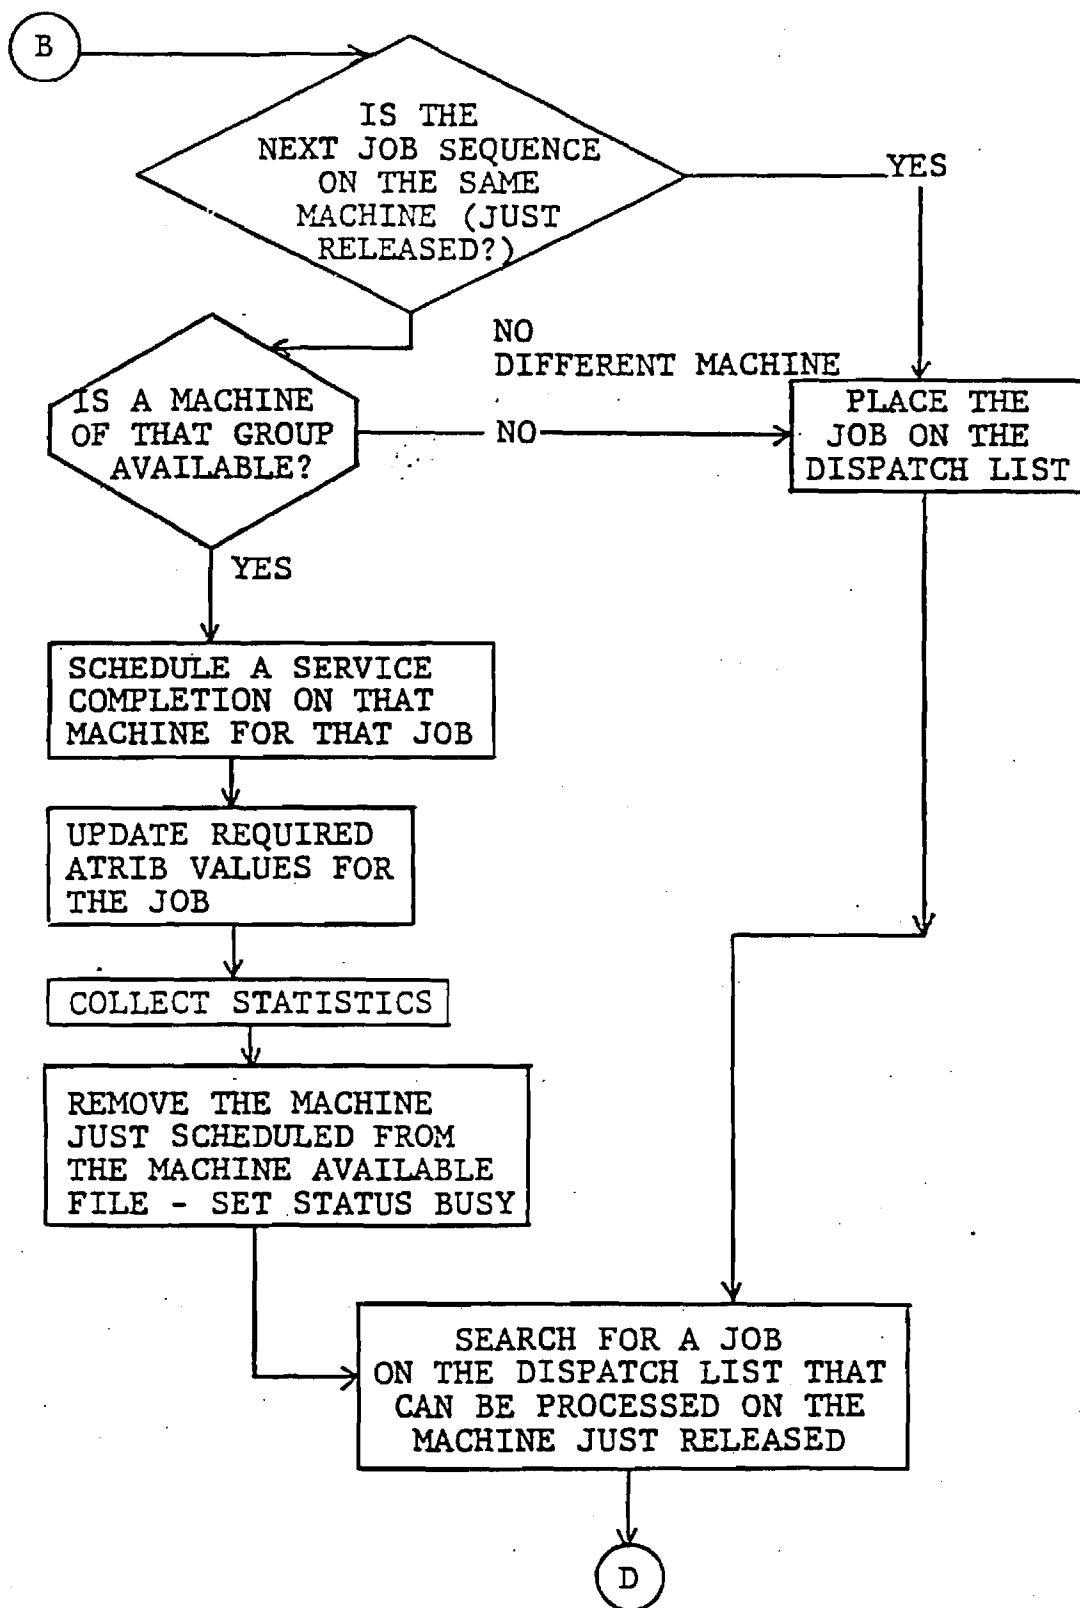 B
IS THE
NEXT JOB SEQUENCE
ON THE SAME
MACHINE (JUST
RELEASED?)
YES
NO
DIFFERENT MACHINE
IS A MACHINE
OF THAT GROUP
AVAILABLE?
NO
PLACE THE
JOB ON THE
DISPATCH LIST
YES
SCHEDULE A SERVICE
COMPLETION ON THAT
MACHINE FOR THAT JOB
UPDATE REQUIRED
ATRIB VALUES FOR
THE JOB
COLLECT STATISTICS
REMOVE THE MACHINE
JUST SCHEDULED FROM
THE MACHINE AVAILABLE
FILE - SET STATUS BUSY
SEARCH FOR A JOB
ON THE DISPATCH LIST THAT
CAN BE PROCESSED ON THE
MACHINE JUST RELEASED
D